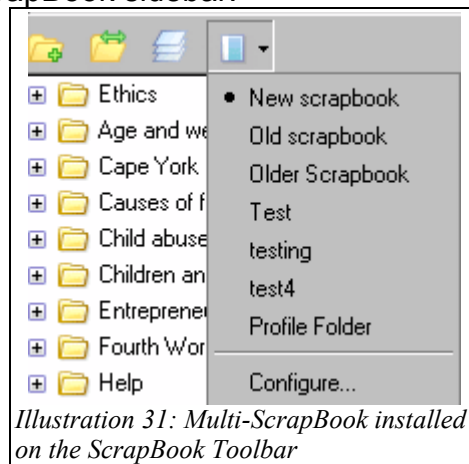 apBook sidebar.
Ethics
Age and we
Cape York
Causes of f
Child abuse
Children an
Entreprene
Fourth Wor
Help
New scrapbook
Old scrapbook
Older Scrapbook
Test
testing
test4
Profile Folder
Configure...
Illustration 31: Multi-ScrapBook installed
on the ScrapBook Toolbar